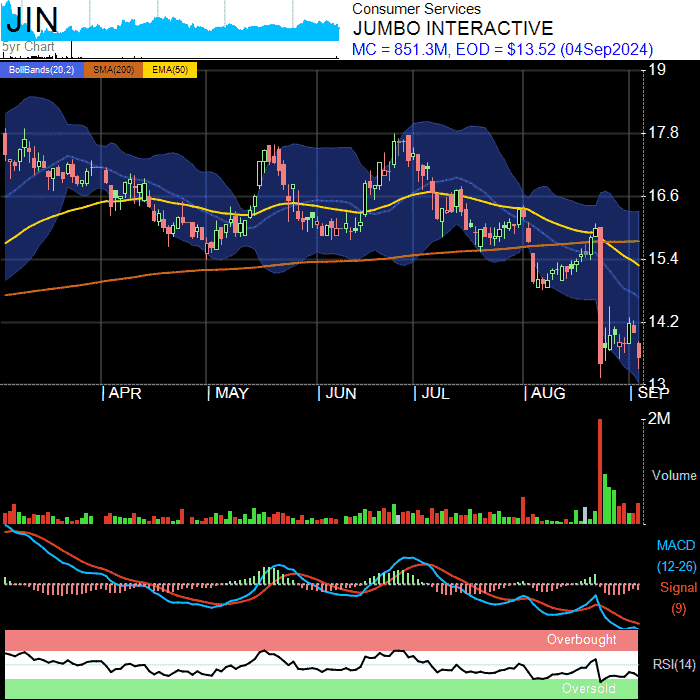 JIN
5yr Chart
Consumer Services
JUMBO INTERACTIVE
MC = 851.3M, EOD = $13.52 (04Sep2024)
BollBands(20,2) SMA(200) EMA(50)
19
17.8
16.6
15.4
14.2
13
APR MAY JUN JUL AUG SEP
2M
Volume
MACD
(12-26)
Signal
(9)
Overbought
RSI(14)
Oversold